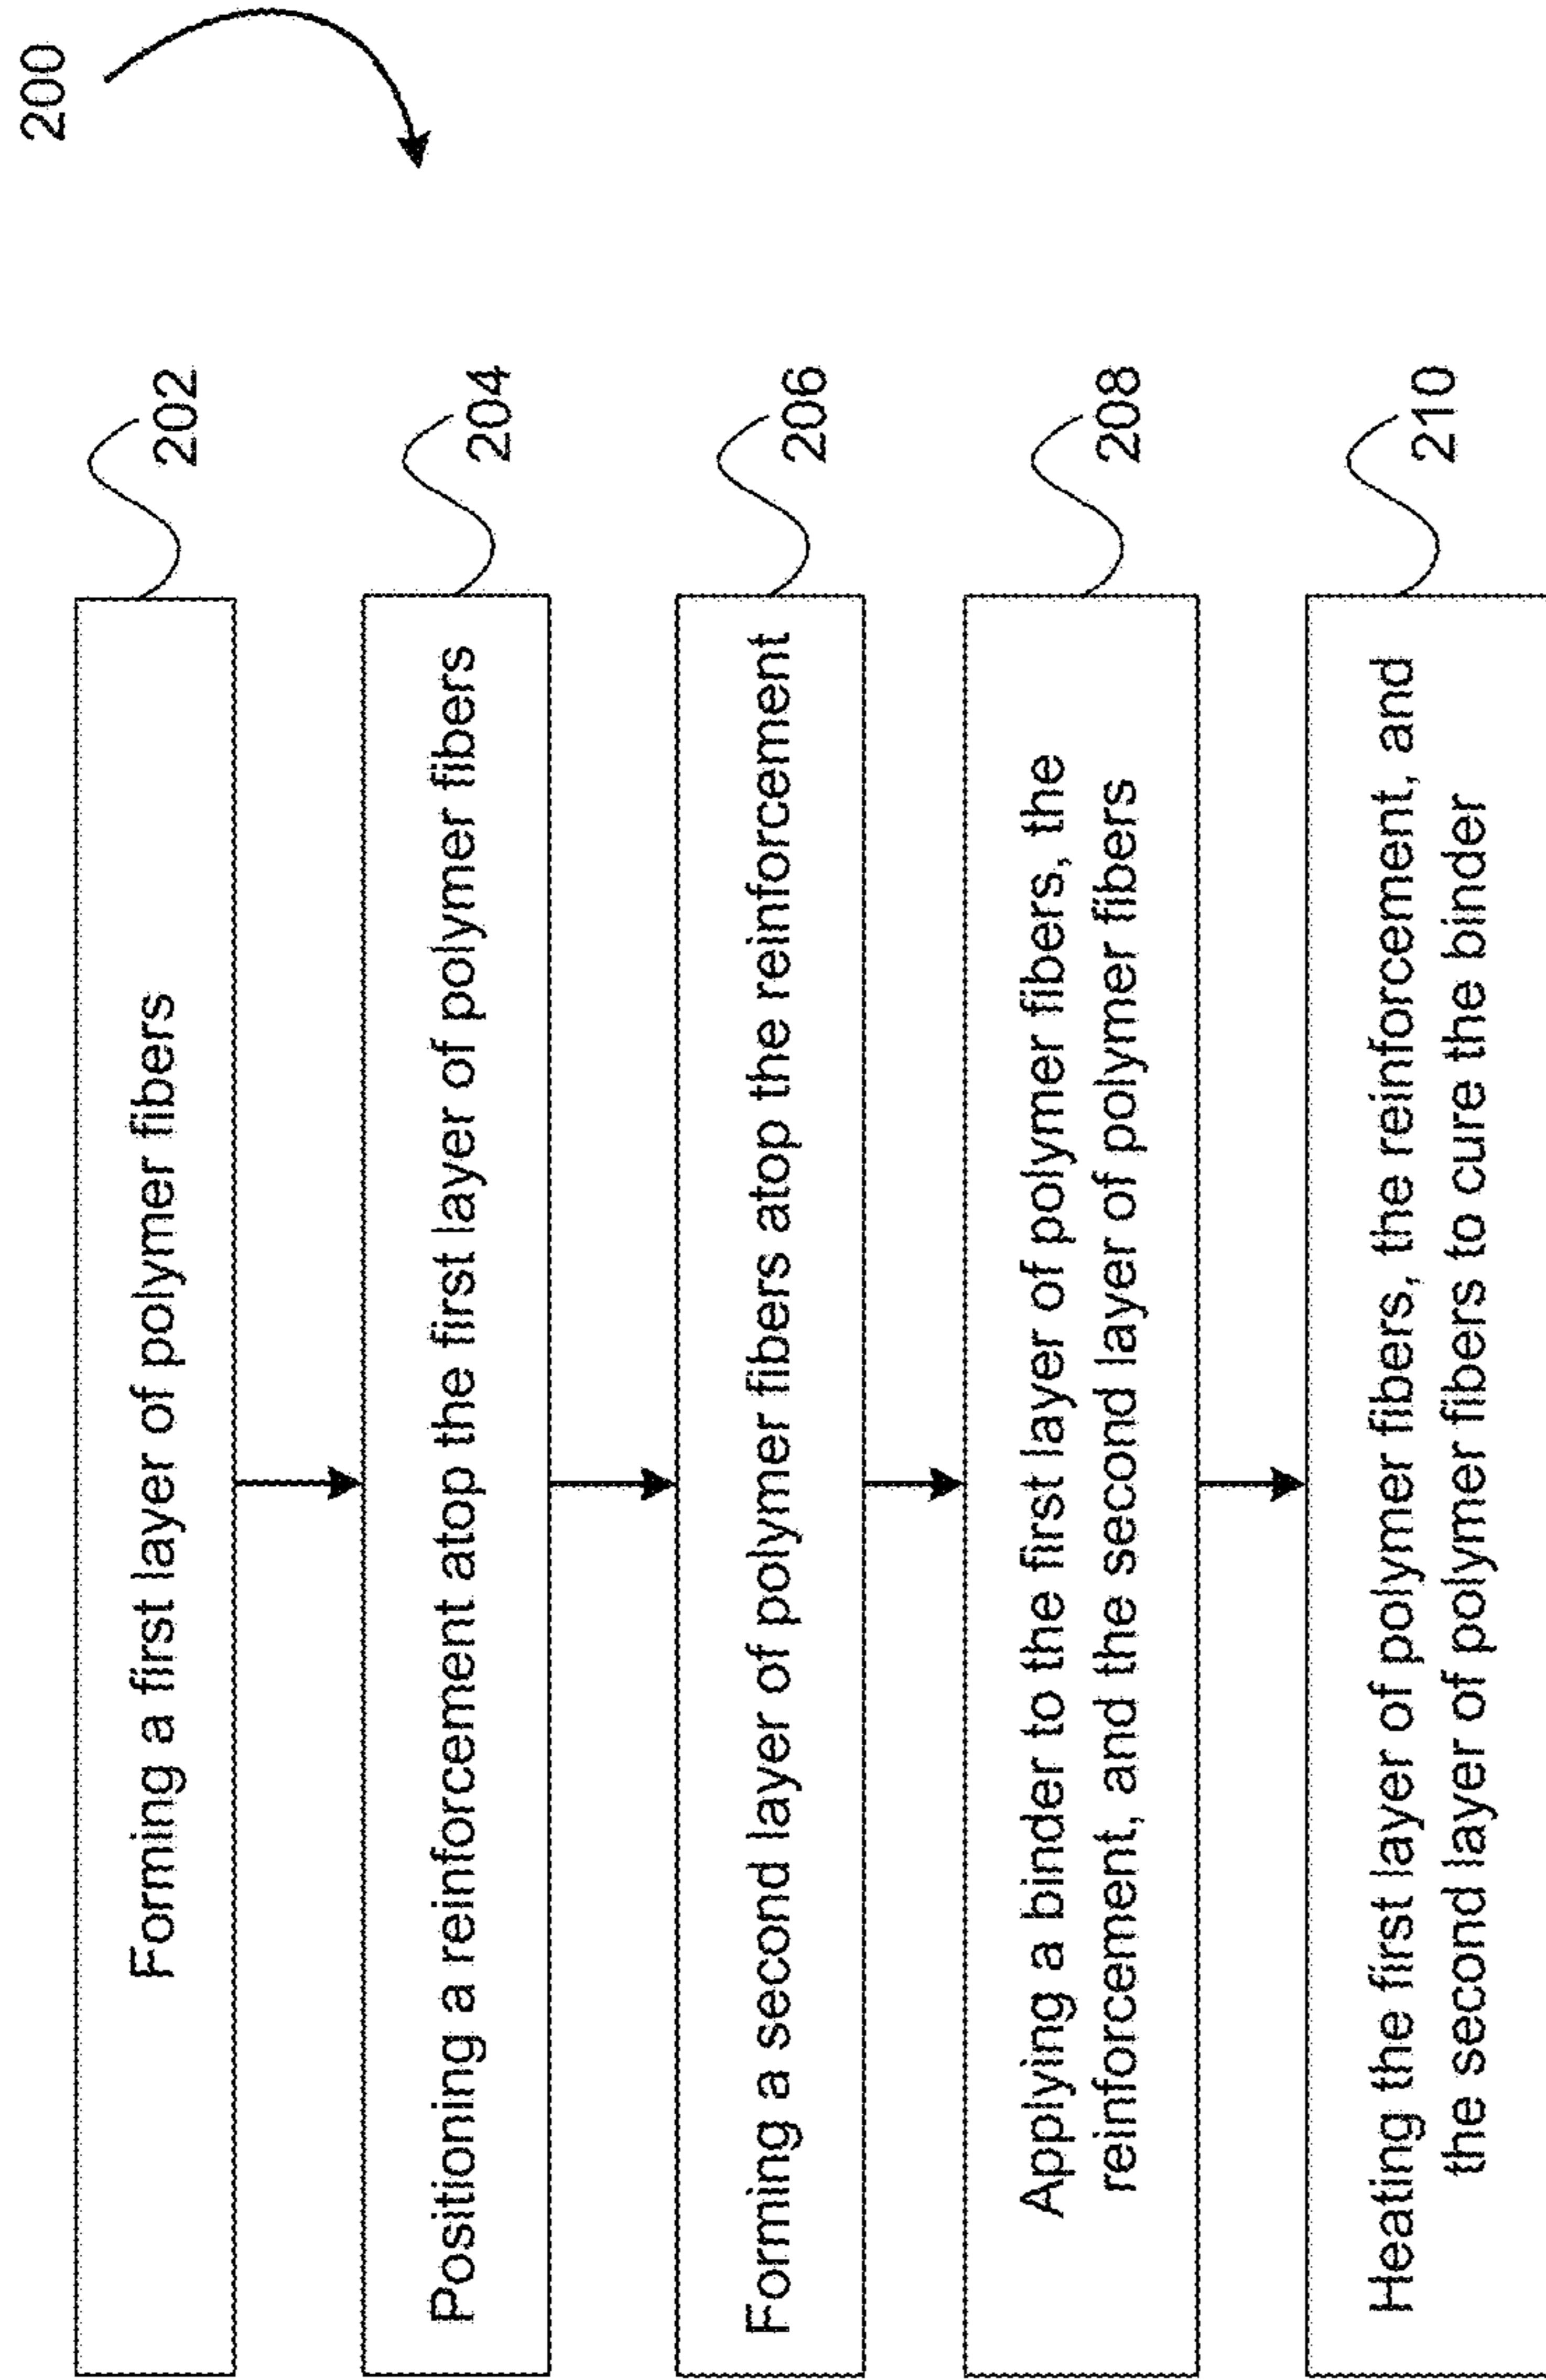 200
Forming a first layer of polymer fibers
202
Positioning a reinforcement atop the first layer of polymer fibers
204
Forming a second layer of polymer fibers atop the reinforcement
206
Applying a binder to the first layer of polymer fibers, the
reinforcement, and the second layer of polymer fibers
208
Heating the first layer of polymer fibers, the reinforcement, and
the second layer of polymer fibers to cure the binder
210